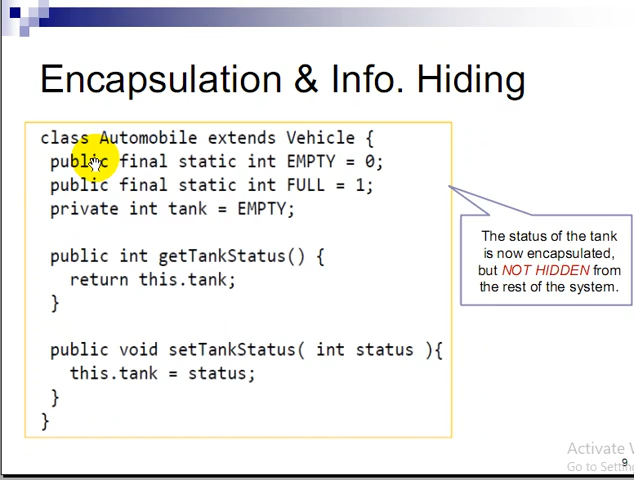 Encapsulation & Info. Hiding
class Automobile extends Vehicle {
public final static int EMPTY = 0;
public final static int FULL = 1;
private int tank = EMPTY;
public int getTankStatus() {
return this.tank;
}
public void setTankStatus( int status ){
this.tank = status;
}
}
The status of the tank
is now encapsulated,
but NOT HIDDEN from
the rest of the system.
Activate
9
Go to